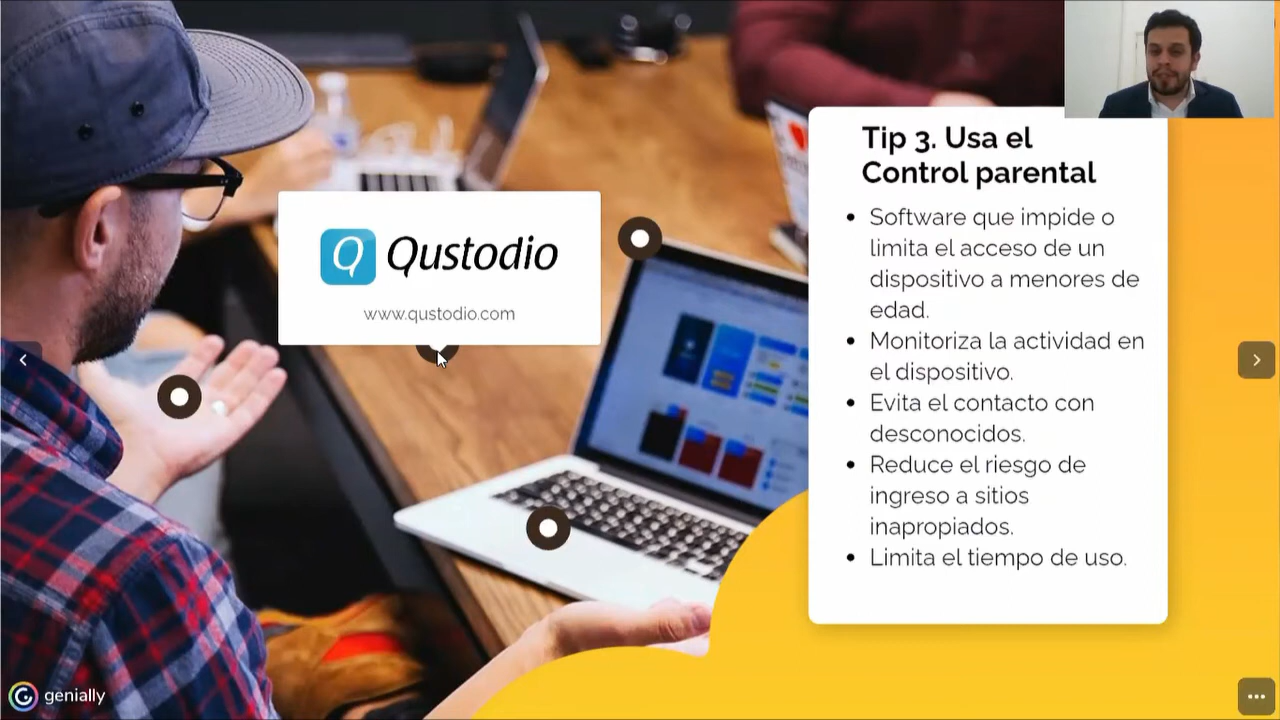 Tip 3. Usa el
Control parental
Software que impide o
limita el acceso de un
dispositivo a menores de
edad.
Monitoriza la actividad en
el dispositivo.
Evita el contacto con
desconocidos.
Reduce el riesgo de
ingreso a sitios
inapropiados.
Limita el tiempo de uso.
Qustodio
www.qustodio.com
genially